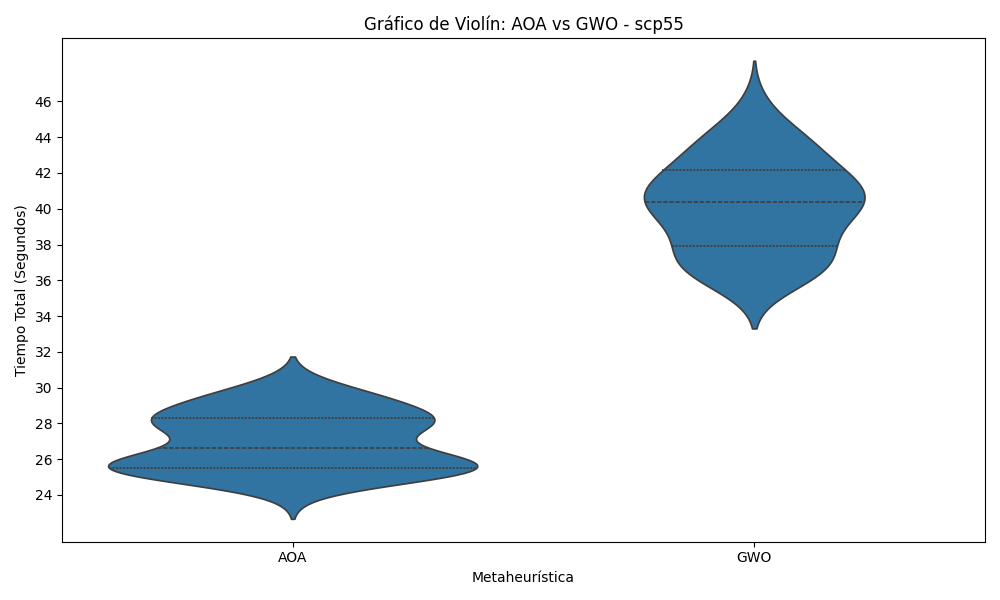 Gráfico de Violín: AOA vs GWO - scp55
Tiempo Total (Segundos)
46
44
42
40
38
36
34
32
30
28
26
24
AOA
GWO
Metaheurística